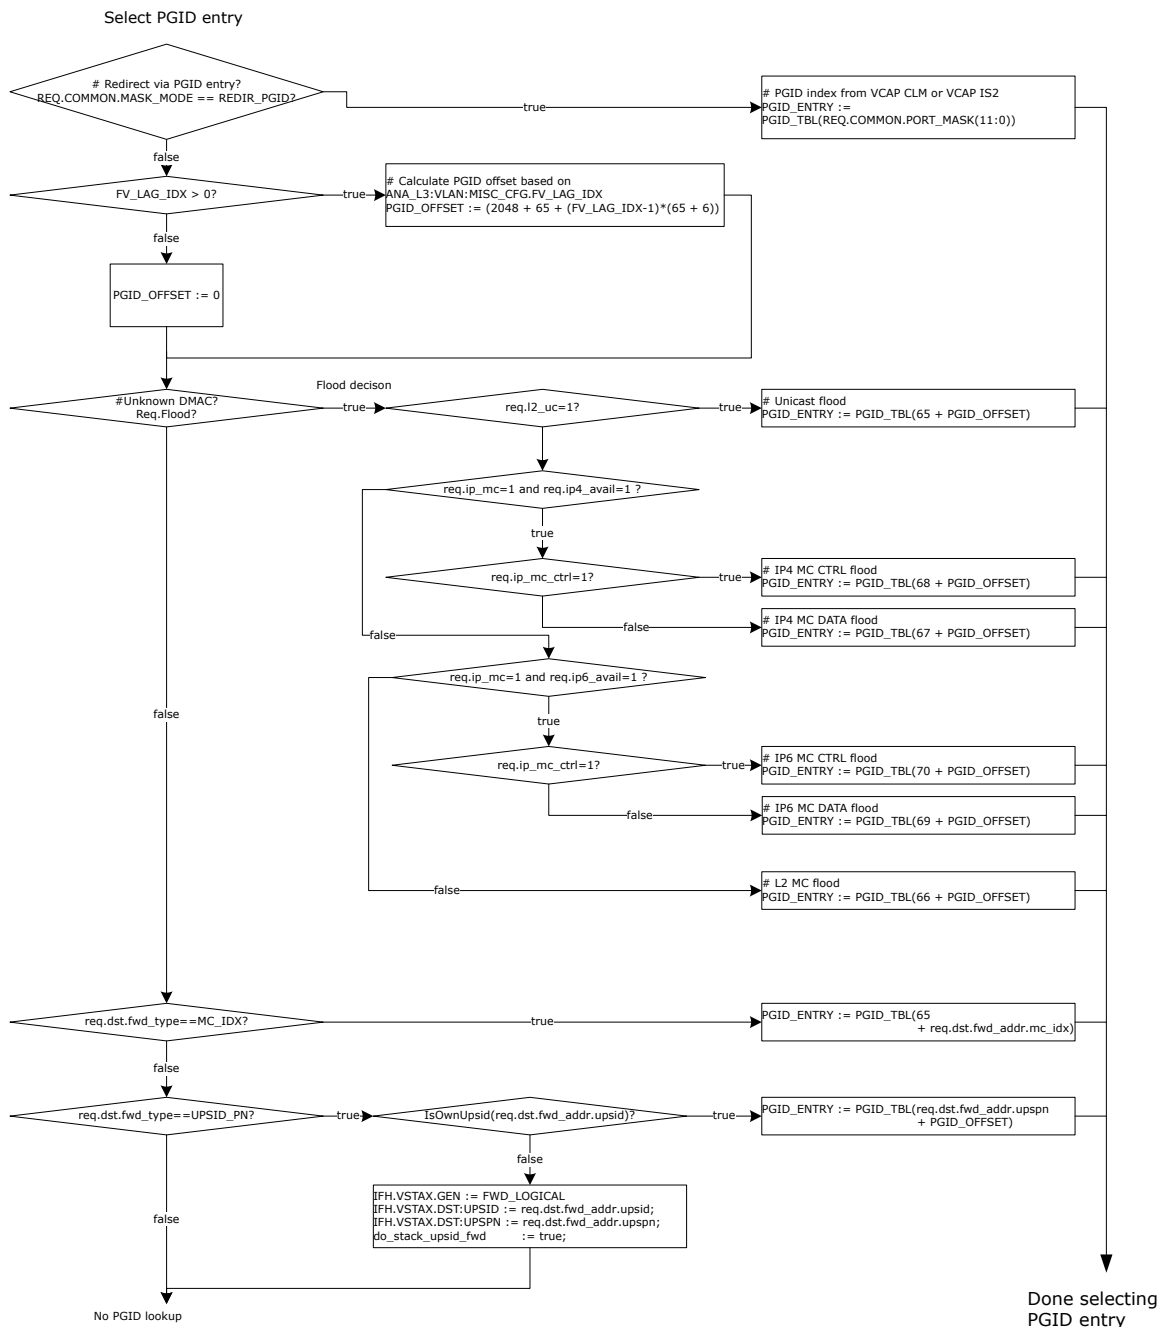 Select PGID entry
# Redirect via PGID entry?
REQ.COMMON.MASK_MODE == REDIR_PGID?
true
# PGID index from VCAP CLM or VCAP IS2
PGID_ENTRY :=
PGID_TBL(REQ.COMMON.PORT_MASK(11:0))
false
FV_LAG_IDX > 0?
true
# Calculate PGID offset based on
ANA_L3:VLAN:MISC_CFG.FV_LAG_IDX
PGID_OFFSET := (2048 + 65 + (FV_LAG_IDX-1)*(65 + 6))
false
PGID_OFFSET := 0
#Unknown DMAC?
Req.Flood?
Flood decison
true
req.l2_uc=1?
true
# Unicast flood
PGID_ENTRY := PGID_TBL(65 + PGID_OFFSET)
req.ip_mc=1 and req.ip4_avail=1 ?
true
req.ip_mc_ctrl=1?
true
# IP4 MC CTRL flood
PGID_ENTRY := PGID_TBL(68 + PGID_OFFSET)
false
# IP4 MC DATA flood
PGID_ENTRY := PGID_TBL(67 + PGID_OFFSET)
false
req.ip_mc=1 and req.ip6_avail=1 ?
false
true
req.ip_mc_ctrl=1?
true
# IP6 MC CTRL flood
PGID_ENTRY := PGID_TBL(70 + PGID_OFFSET)
false
# IP6 MC DATA flood
PGID_ENTRY := PGID_TBL(69 + PGID_OFFSET)
false
# L2 MC flood
PGID_ENTRY := PGID_TBL(66 + PGID_OFFSET)
req.dst.fwd_type==MC_IDX?
true
PGID_ENTRY := PGID_TBL(65
+ req.dst.fwd_addr.mc_idx)
false
req.dst.fwd_type==UPSID_PN?
true
IsOwnUpsid(req.dst.fwd_addr.upsid)?
true
PGID_ENTRY := PGID_TBL(req.dst.fwd_addr.upspn
+ PGID_OFFSET)
false
IFH.VSTAX.GEN := FWD_LOGICAL
IFH.VSTAX.DST:UPSID := req.dst.fwd_addr.upsid;
IFH.VSTAX.DST:UPSPN := req.dst.fwd_addr.upspn;
do_stack_upsid_fwd := true;
false
No PGID lookup
Done selecting
PGID entry